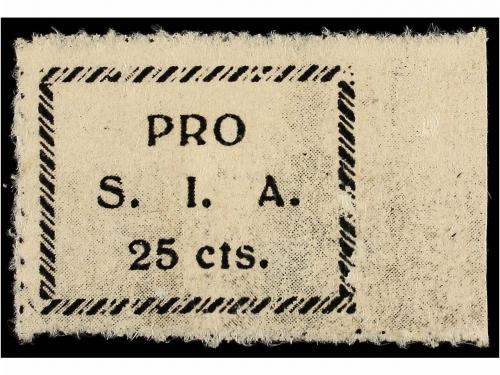 PRO
S. I. A.
25 cts.